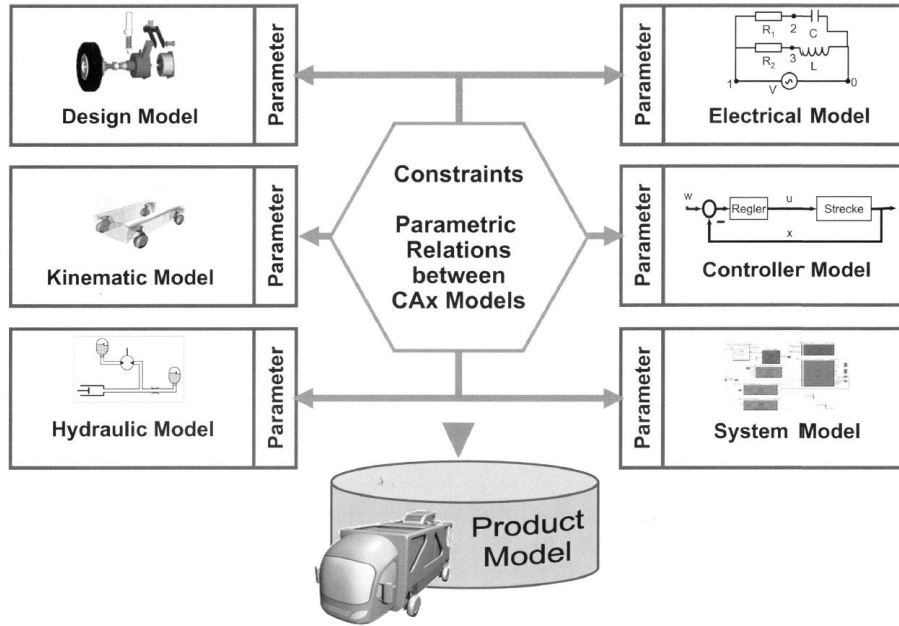 Design Model
Parameter
Kinematic Model
Parameter
Hydraulic Model
Parameter
Constraints
Parametric
Relations
between
CAx Models
Parameter
R1
2
C
R2
3
L
1
V
0
Electrical Model
Parameter
w
Regler
u
Strecke
x
Controller Model
Parameter
System Model
Product
Model